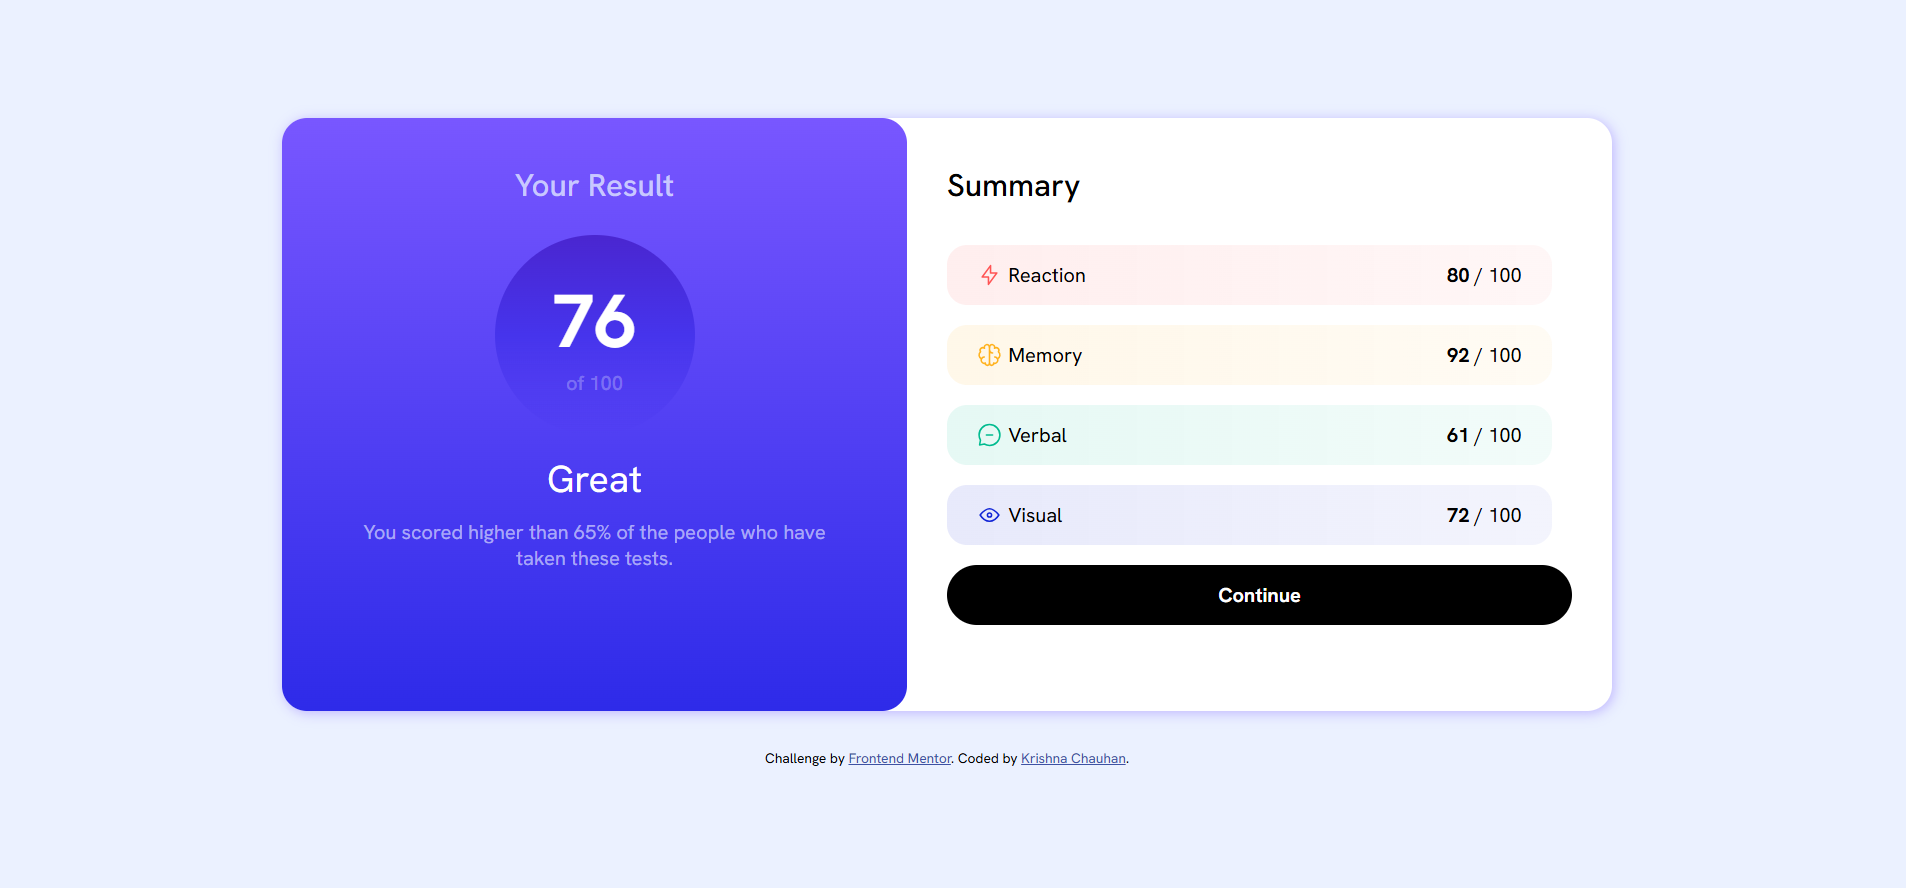 Your Result
76
of 100
Great
You scored higher than 65% of the people who have
taken these tests.
Summary
Reaction 80 / 100
Memory 92 / 100
Verbal 61 / 100
Visual 72 / 100
Continue
Challenge by Frontend Mentor. Coded by Krishna Chauhan.